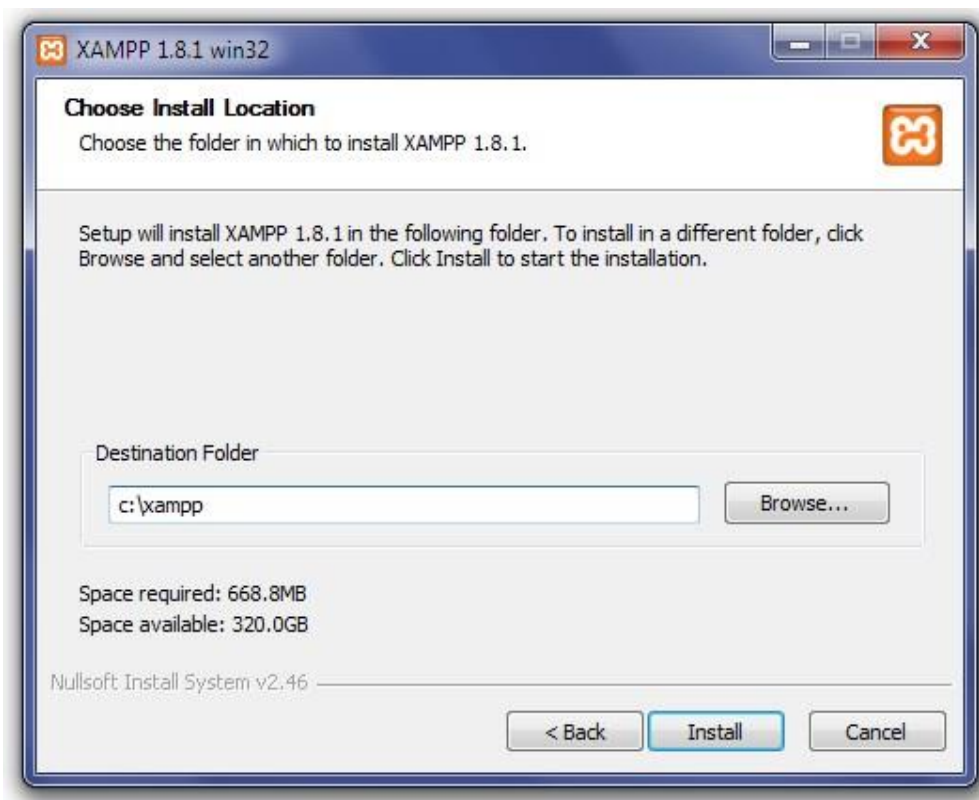 XAMPP 1.8.1 win32
Choose Install Location
Choose the folder in which to install XAMPP 1.8.1.
Setup will install XAMPP 1.8.1 in the following folder. To install in a different folder, click
Browse and select another folder. Click Install to start the installation.
Destination Folder
c:\xampp
Browse...
Space required: 668.8MB
Space available: 320.0GB
Nullsoft Install System v2.46
< Back
Install
Cancel